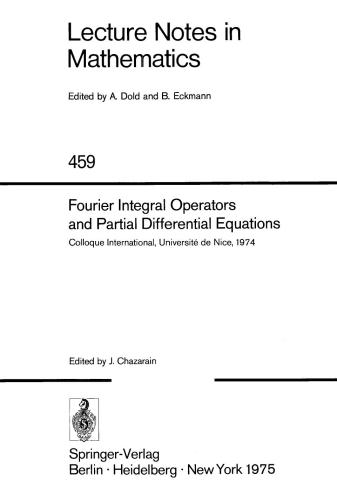 Lecture Notes in
Mathematics
Edited by A. Dold and B. Eckmann
459
Fourier Integral Operators
and Partial Differential Equations
Colloque International, Université de Nice, 1974
Edited by J. Chazarain
Springer-Verlag
Berlin · Heidelberg · New York 1975